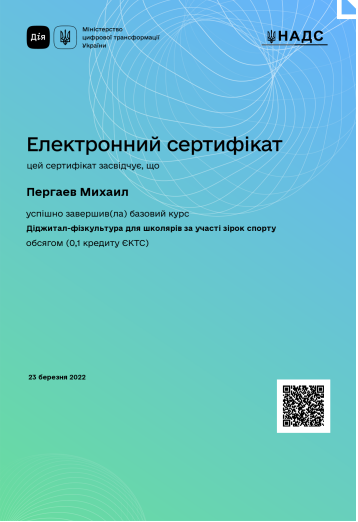 Дія
Міністерство
цифрової трансформації
України
НАДС
Електронний сертифікат
цей сертифікат засвідчує, що
Пергаев Михаил
успішно завершив(ла) базовий курс
Діджитал-фізкультура для школярів за участі зірок спорту
обсягом (0,1 кредиту ЄКТС)
23 березня 2022